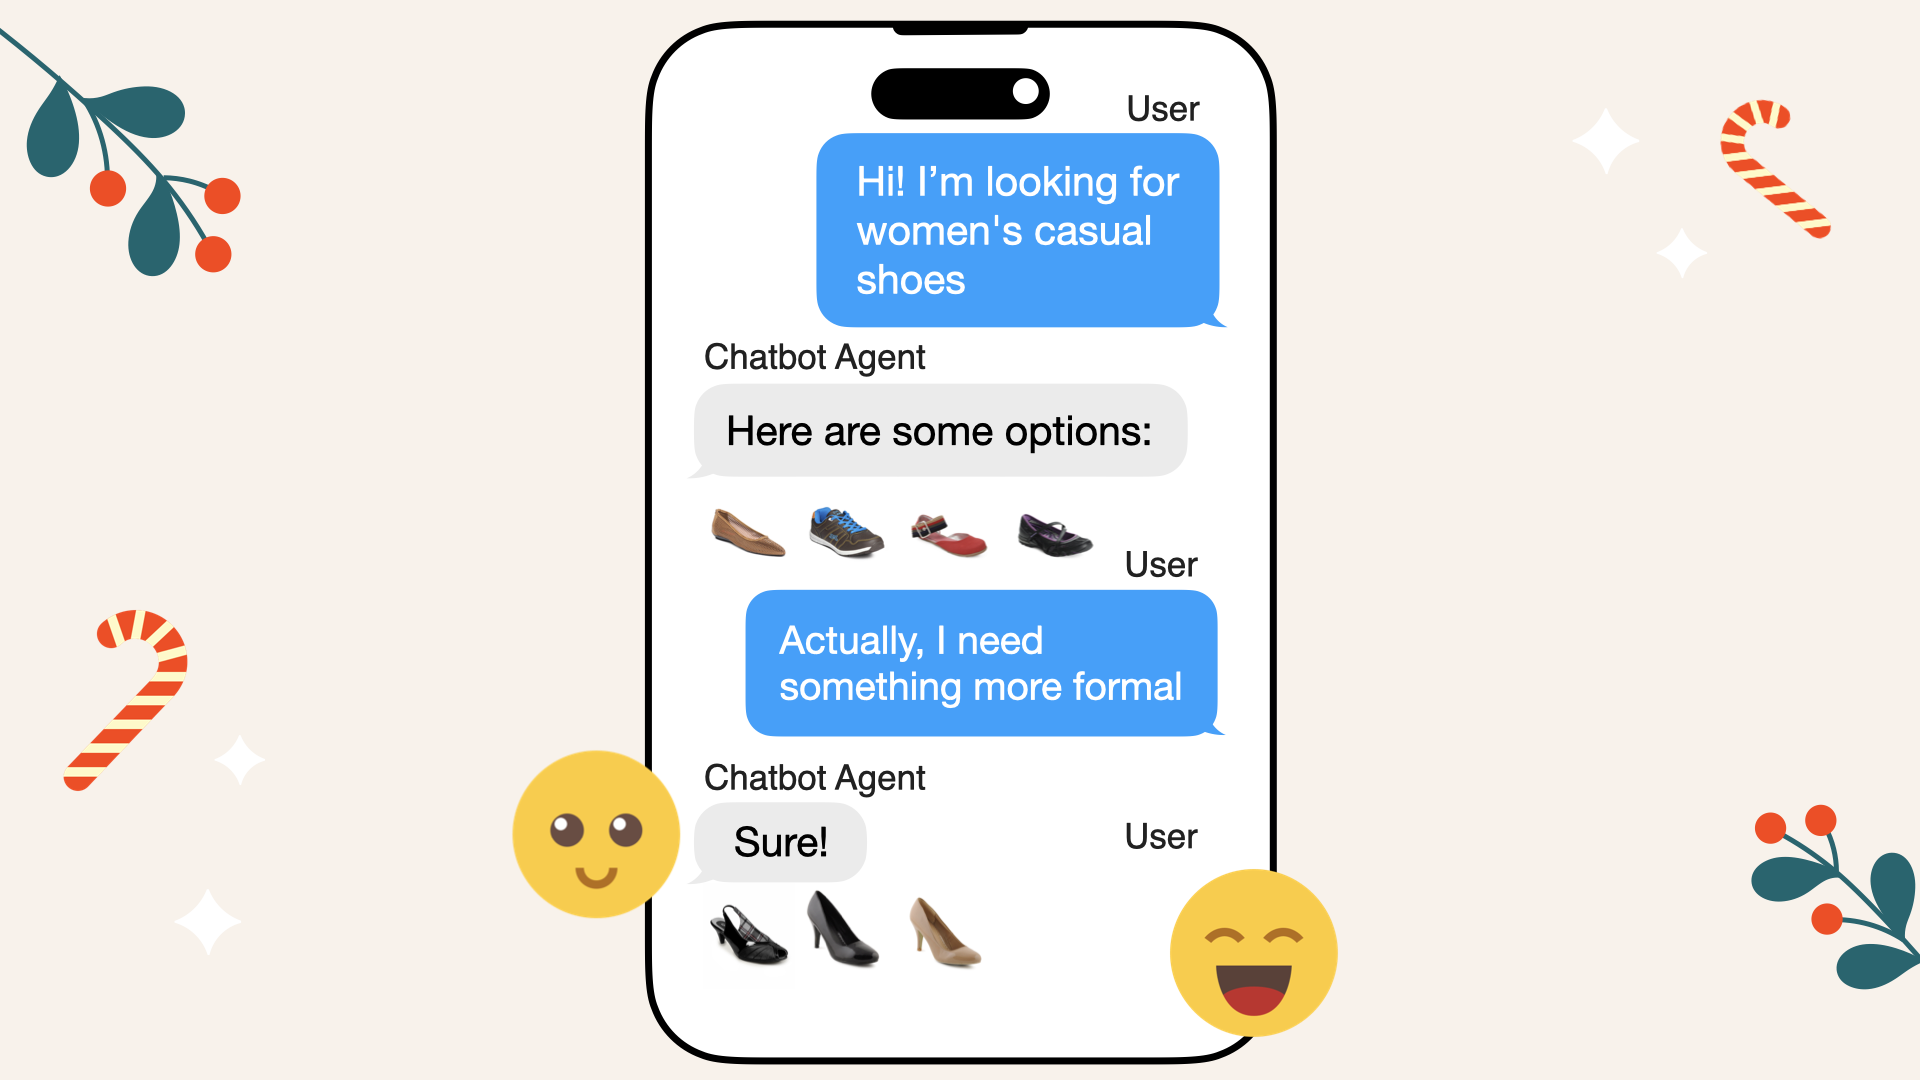 User
Hi! I’m looking for
women's casual
shoes
Chatbot Agent
Here are some options:
User
Actually, I need
something more formal
Chatbot Agent
Sure!
User